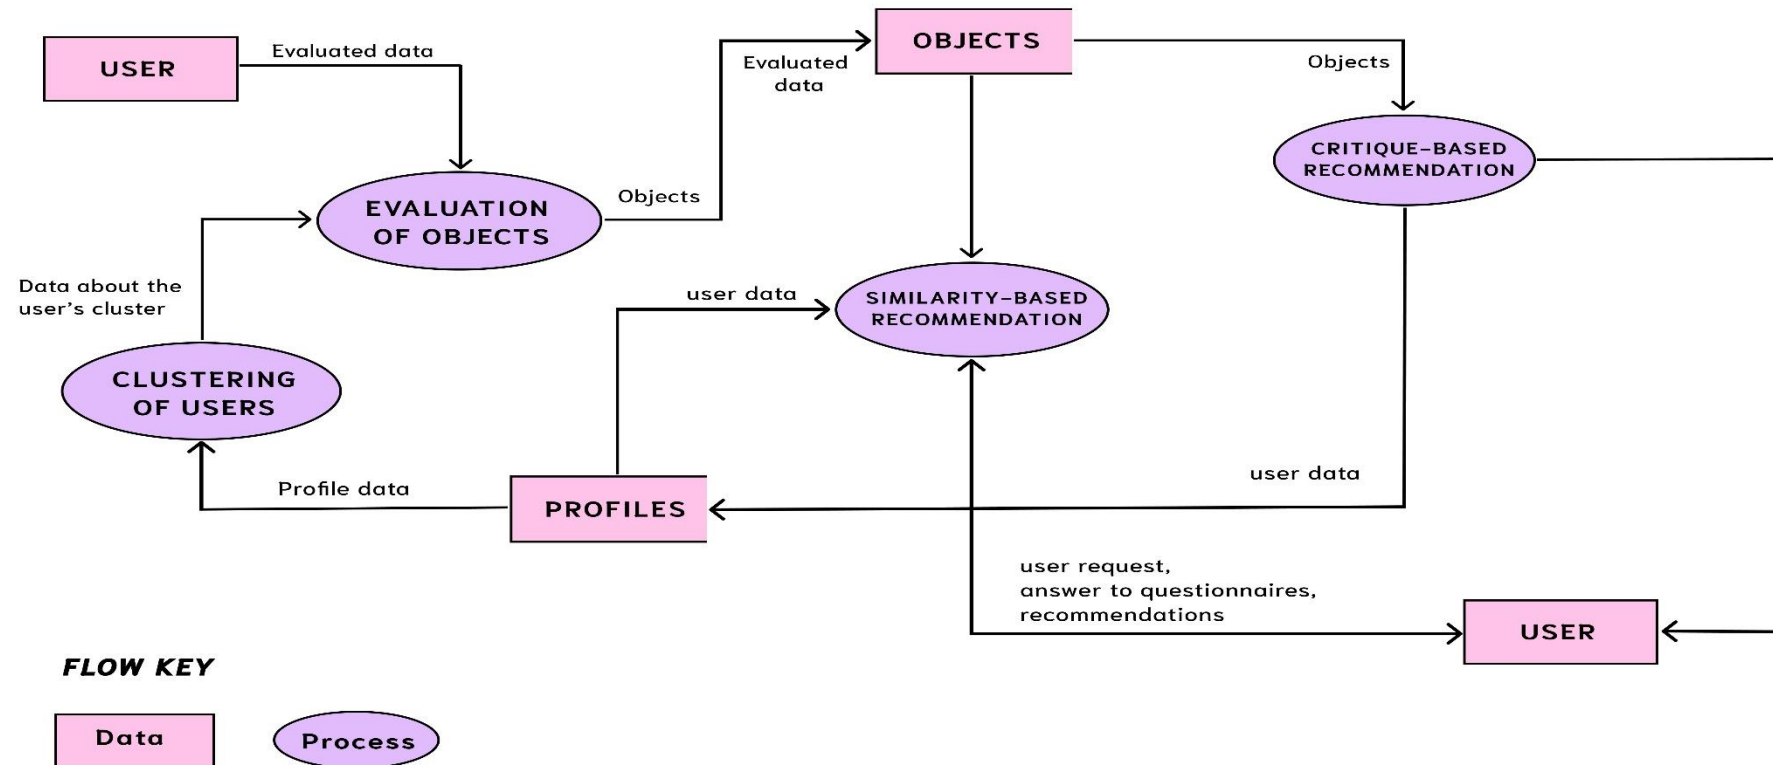 USER
Evaluated data
OBJECTS
Evaluated
data
Objects
CRITIQUE-BASED
RECOMMENDATION
EVALUATION
OF OBJECTS
Objects
Data about the
user's cluster
user data
SIMILARITY-BASED
RECOMMENDATION
CLUSTERING
OF USERS
Profile data
PROFILES
user data
user request,
answer to questionnaires,
recommendations
USER
FLOW KEY
Data
Process